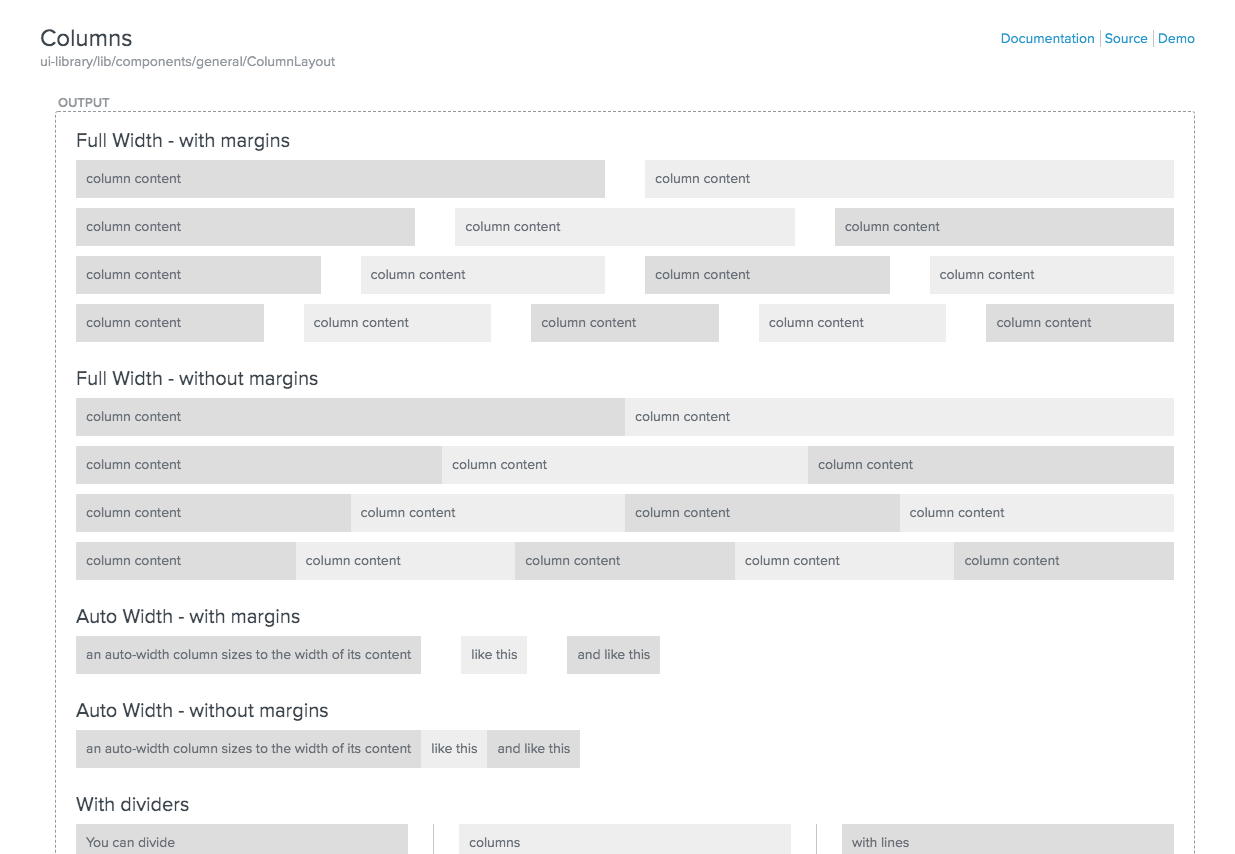 Columns
Documentation Source Demo
ui-library/lib/components/general/ColumnLayout
OUTPUT
Full Width - with margins
column content column content
column content column content column content
column content column content column content column content
column content column content column content column content column content
Full Width - without margins
column content column content
column content column content column content
column content column content column content column content
column content column content column content column content column content
Auto Width - with margins
an auto-width column sizes to the width of its content like this and like this
Auto Width - without margins
an auto-width column sizes to the width of its content like this and like this
With dividers
You can divide columns with lines